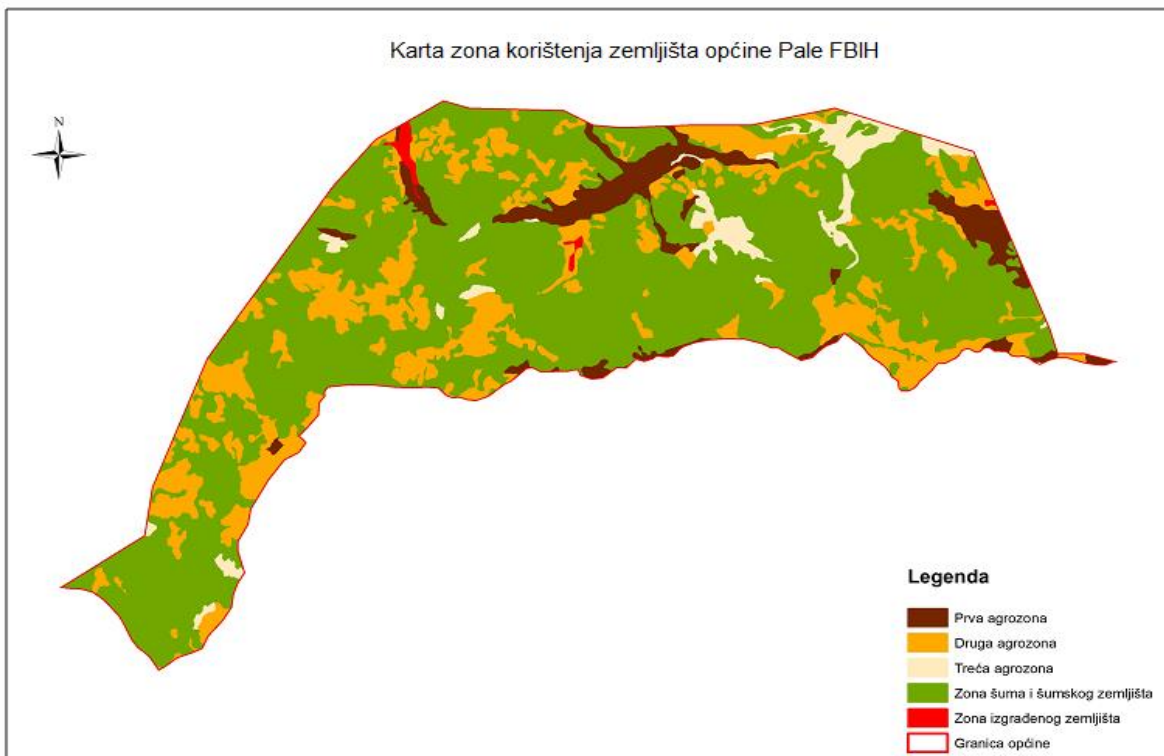 Karta zona korištenja zemljišta općine Pale FBIH
N
Legenda
Prva agrozona
Druga agrozona
Treća agrozona
Zona šuma i šumskog zemljišta
Zona izgrađenog zemljišta
Granica općine